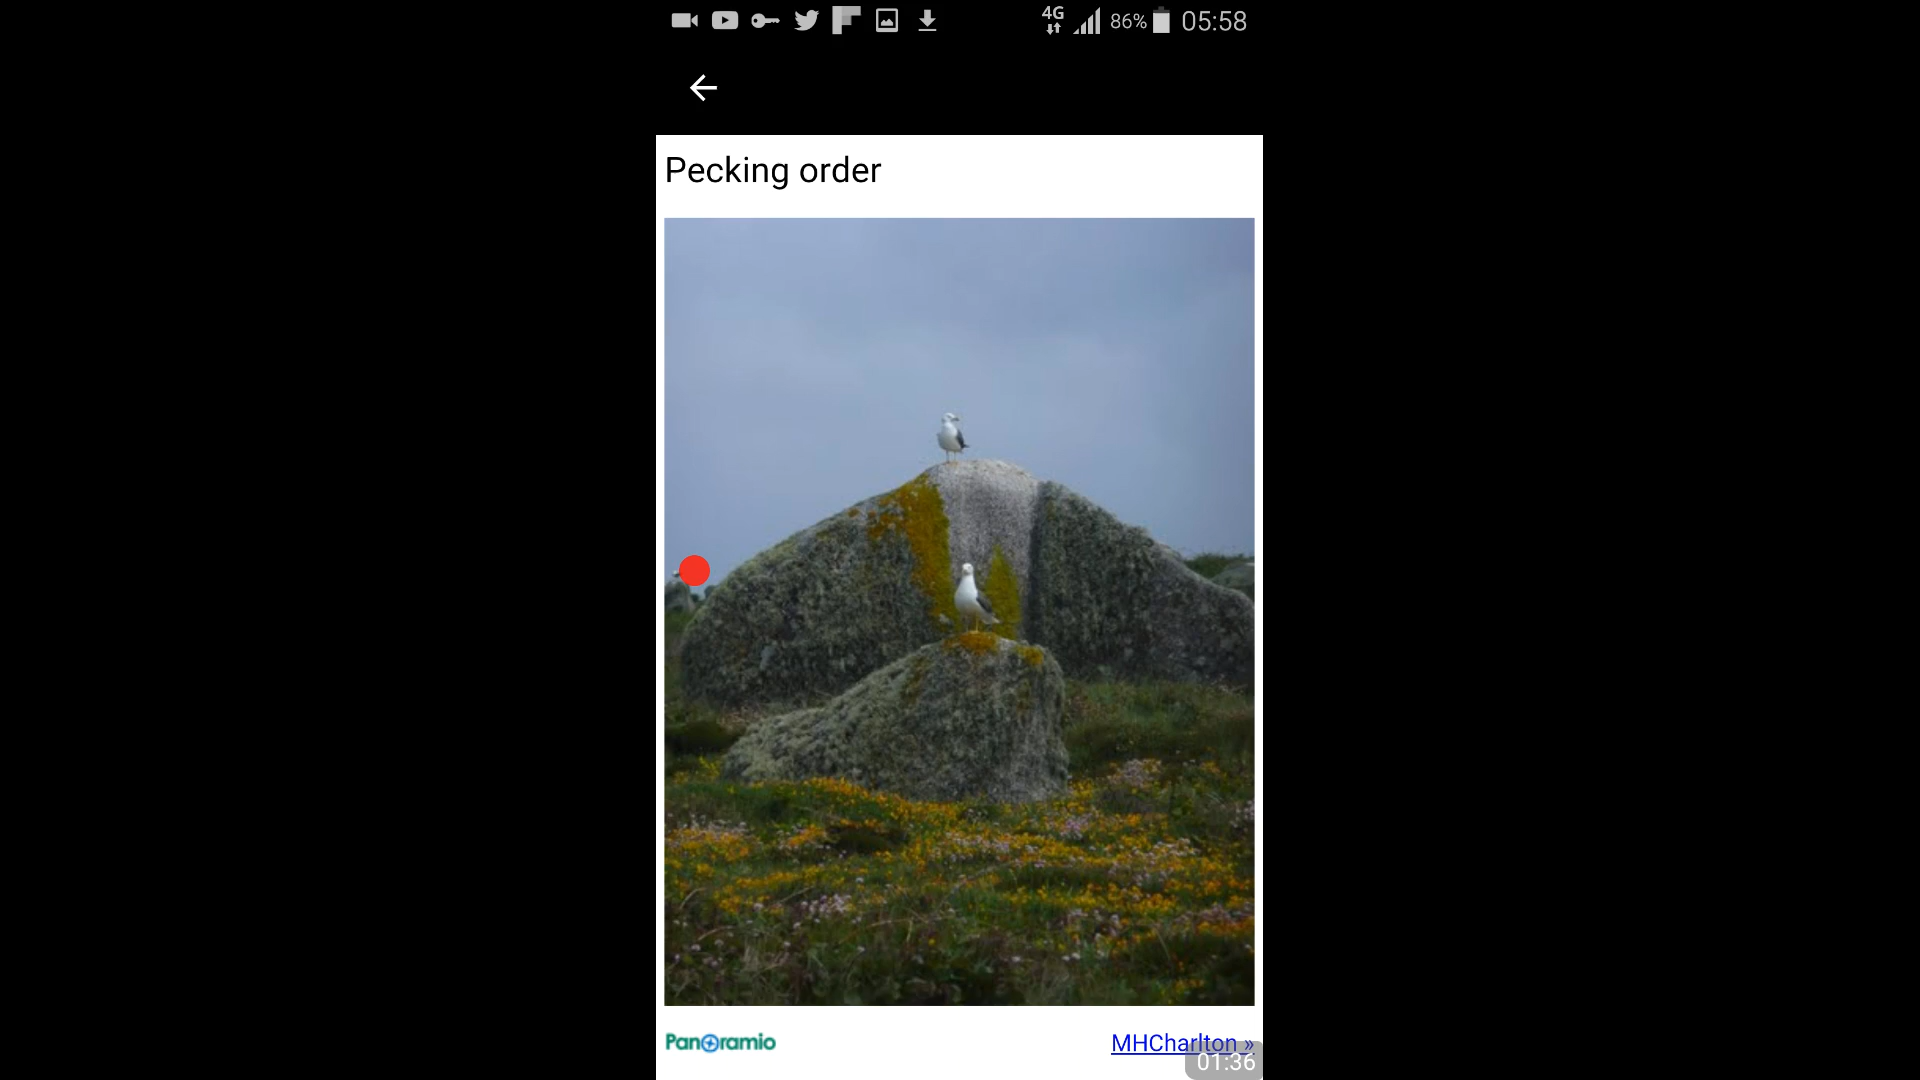 4G 86% 05:58
Pecking order
Panoramio
MHCharlton »
01:36